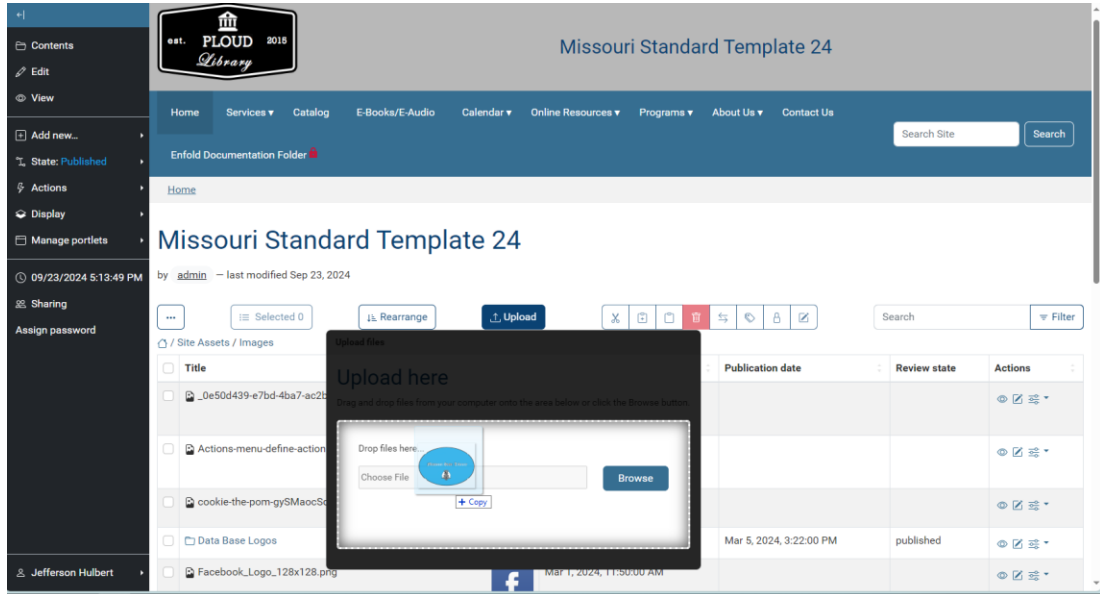 Contents
Edit
View
Add new...
State: Published
Actions
Display
Manage portlets
09/23/2024 5:13:49 PM
Sharing
Assign password
Jefferson Hulbert
est. PLOUD 2015
Library
Missouri Standard Template 24
Home Services Catalog E-Books/E-Audio Calendar Online Resources Programs About Us Contact Us
Enfold Documentation Folder
Search Site Search
Home
Missouri Standard Template 24
by admin — last modified Sep 23, 2024
... Selected 0 Rearrange Upload Search Filter
/ Site Assets / Images
Upload files
Upload here
Drag and drop files from your computer onto the area below or click the Browse button.
Drop files here...
Choose File Browse
+ Copy
Title Publication date Review state Actions
_0e50d439-e7bd-4ba7-ac2b
Actions-menu-define-action
cookie-the-pom-gySMaocSd
Data Base Logos Mar 5, 2024, 3:22:00 PM published
Facebook_Logo_128x128.png Mar 1, 2024, 11:50:00 AM